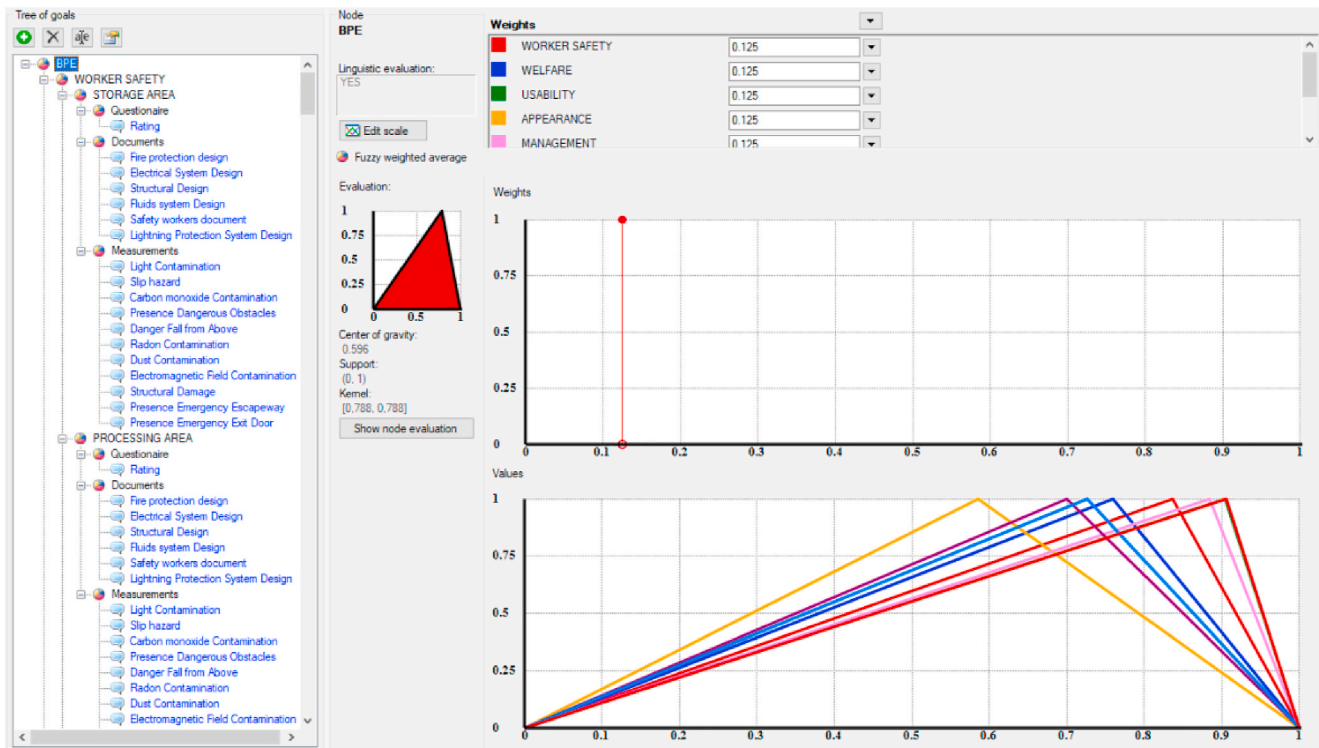 Tree of goals
BPE
WORKER SAFETY
STORAGE AREA
Questionaire
Rating
Documents
Fire protection design
Electrical System Design
Structural Design
Fluids system Design
Safety workers document
Lightning Protection System Design
Measurements
Light Contamination
Slip hazard
Carbon monoxide Contamination
Presence Dangerous Obstacles
Danger Fall from Above
Radon Contamination
Dust Contamination
Electromagnetic Field Contamination
Structural Damage
Presence Emergency Escapeway
Presence Emergency Exit Door
PROCESSING AREA
Questionaire
Rating
Documents
Fire protection design
Electrical System Design
Structural Design
Fluids system Design
Safety workers document
Lightning Protection System Design
Measurements
Light Contamination
Slip hazard
Carbon monoxide Contamination
Presence Dangerous Obstacles
Danger Fall from Above
Radon Contamination
Dust Contamination
Electromagnetic Field Contamination
Node
BPE
Linguistic evaluation:
YES
Edit scale
Fuzzy weighted average
Evaluation:
1
0.75
0.5
0.25
0
0 0.5 1
Center of gravity:
0.596
Support:
(0, 1)
Kernel:
[0,788, 0,788]
Show node evaluation
Weights
WORKER SAFETY 0.125
WELFARE 0.125
USABILITY 0.125
APPEARANCE 0.125
MANAGEMENT 0.125
Weights
1
0.75
0.5
0.25
0
0 0.1 0.2 0.3 0.4 0.5 0.6 0.7 0.8 0.9 1
Values
1
0.75
0.5
0.25
0
0 0.1 0.2 0.3 0.4 0.5 0.6 0.7 0.8 0.9 1